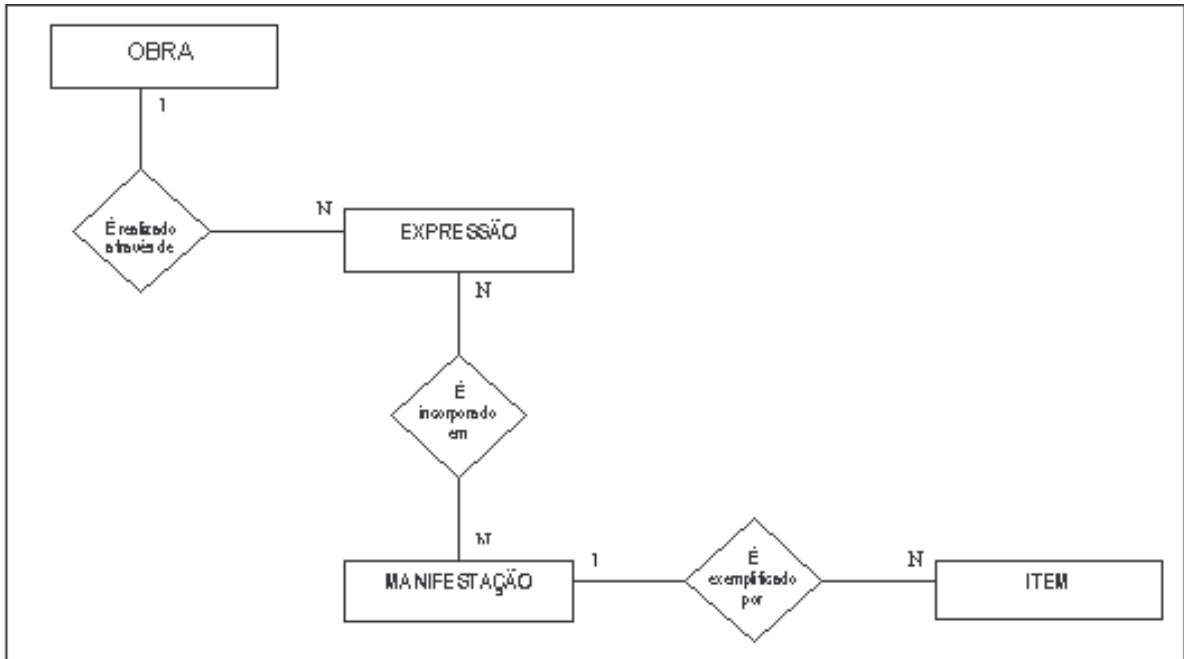 OBRA
1
É realizado
através de
N
EXPRESSÃO
N
É
incorporado
em
N
MANIFESTAÇÃO
1
É
exemplificado
por
N
ITEM